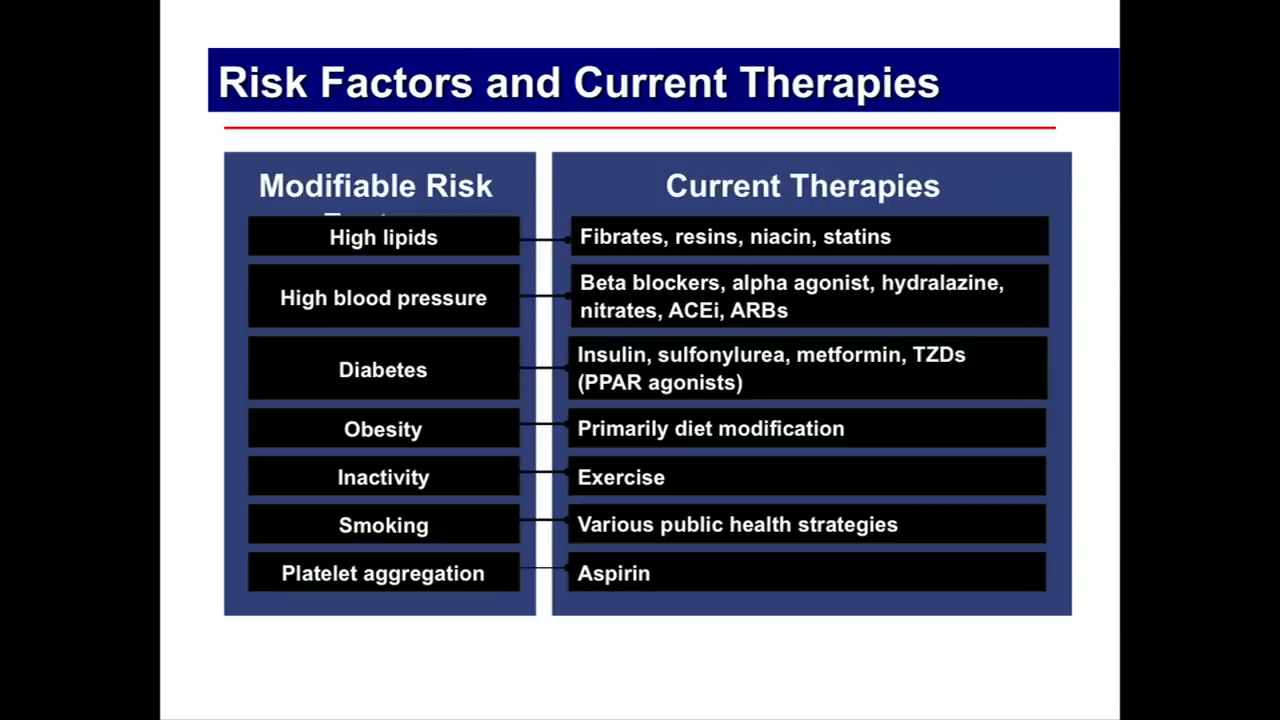 Risk Factors and Current Therapies
Modifiable Risk
Current Therapies
High lipids
Fibrates, resins, niacin, statins
High blood pressure
Beta blockers, alpha agonist, hydralazine,
nitrates, ACEi, ARBs
Diabetes
Insulin, sulfonylurea, metformin, TZDs
(PPAR agonists)
Obesity
Primarily diet modification
Inactivity
Exercise
Smoking
Various public health strategies
Platelet aggregation
Aspirin